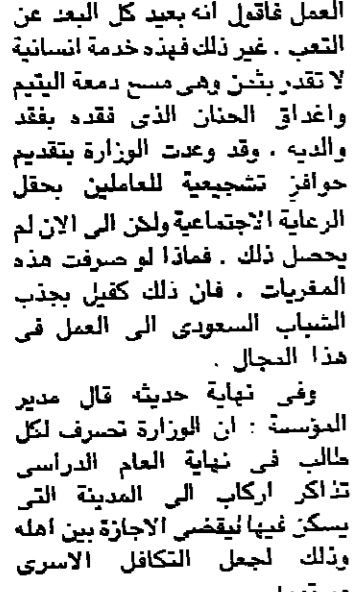 العمل فأقول انه بعيد كل البعد عن
التعب . غير ذلك فهذه خدمة انسانية
لا تقدر بثمن وهى مسح دمعة اليتيم
واغداق الحنان الذى فقده بفقد
والديه . وقد وعدت الوزارة بتقديم
حوافز تشجيعية للعاملين بحقل
الرعاية الاجتماعية ولكن الى الان لم
يحصل ذلك . فماذا لو صرفت هذه
المغريات . فان ذلك كفيل بجذب
الشباب السعودى الى العمل فى
هذا المجال .
وفى نهاية حديثه قال مدير
المؤسسة : ان الوزارة تصرف لكل
طالب فى نهاية العام الدراسى
تذاكر اركاب الى المدينة التى
يسكن فيها ليقضى الاجازة بين اهله
وذلك لجعل التكافل الاسرى